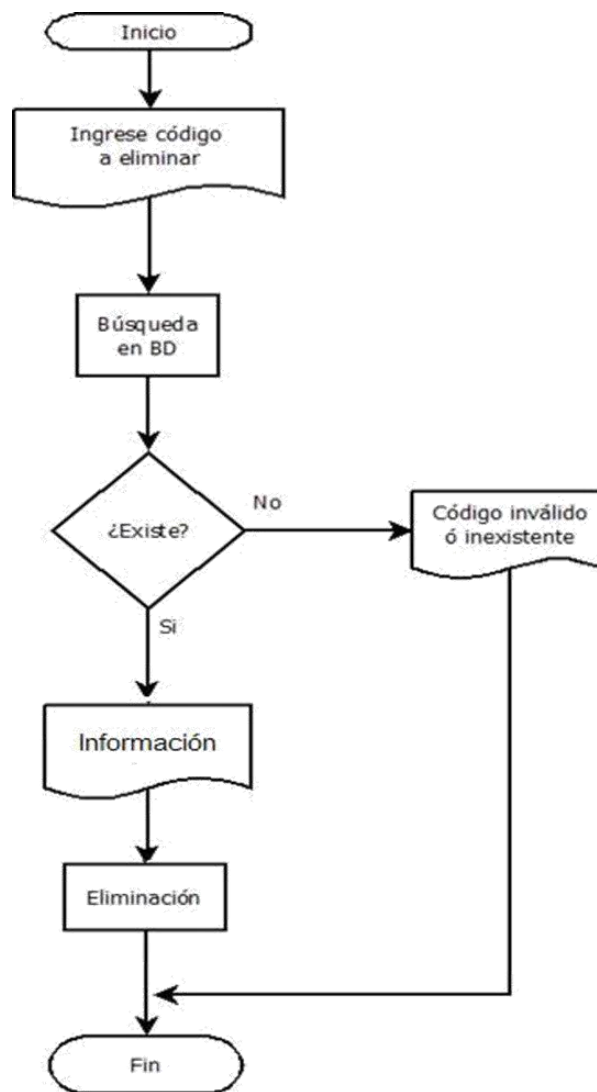 Inicio
Ingrese código
a eliminar
Búsqueda
en BD
¿Existe?
No
Código inválido
ó inexistente
Si
Información
Eliminación
Fin